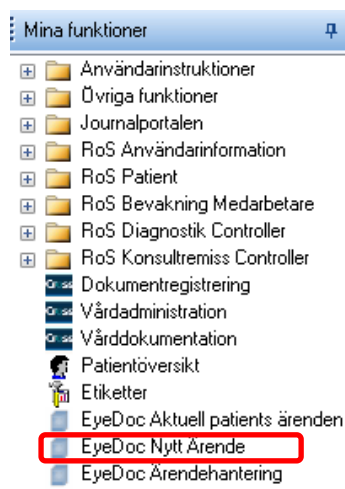 Mina funktioner
Användarinstruktioner
Övriga funktioner
Journalportalen
RoS Användarinformation
RoS Patient
RoS Bevakning Medarbetare
RoS Diagnostik Controller
RoS Konsultremiss Controller
Dokumentregistrering
Vårdadministration
Vårddokumentation
Patientöversikt
Etiketter
EyeDoc Aktuell patients ärenden
EyeDoc Nytt Ärende
EyeDoc Ärendehantering